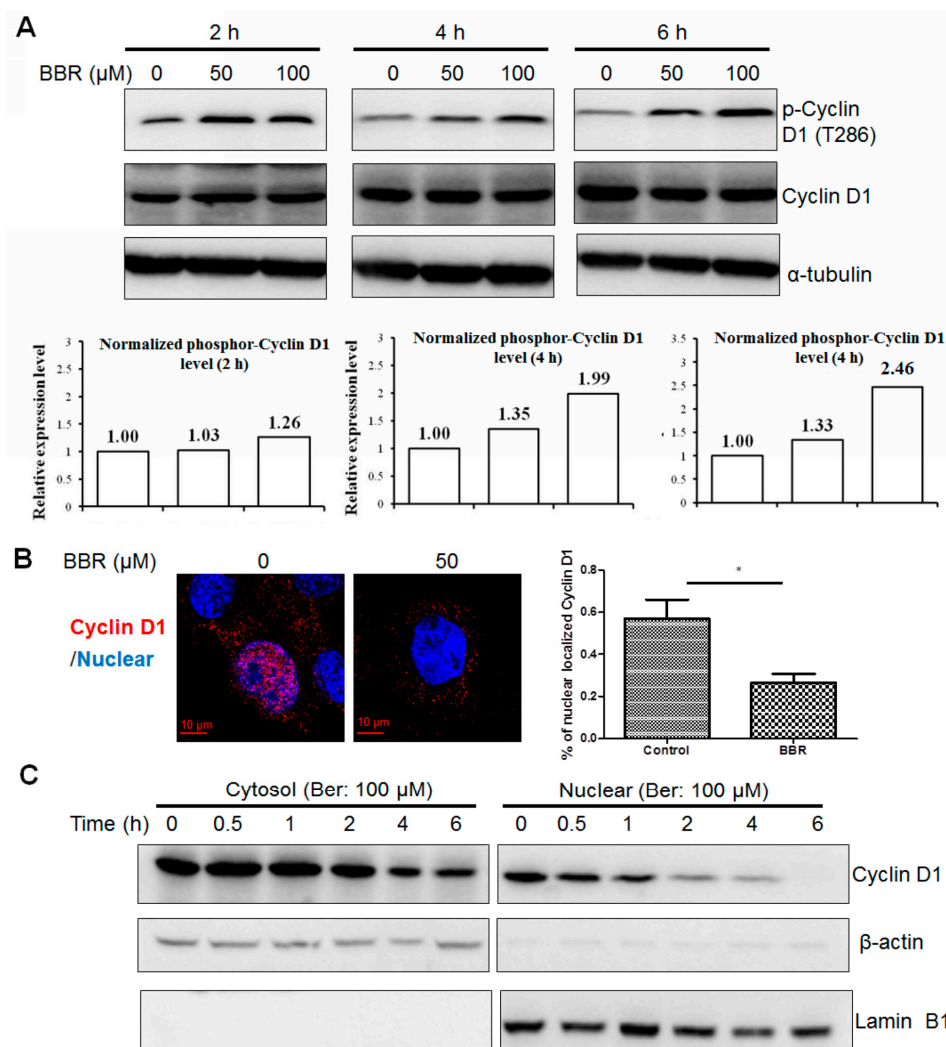 A
2 h 4 h 6 h
BBR (µM) 0 50 100 0 50 100 0 50 100
p-Cyclin
D1 (T286)
Cyclin D1
α-tubulin
Normalized phosphor-Cyclin D1
level (2 h)
Relative expression level
3
2.5
2
1.5
1
0.5
0
1.00 1.03 1.26
Normalized phosphor-Cyclin D1
level (4 h)
Relative expression level
3
2.5
2
1.5
1
0.5
0
1.00 1.35 1.99
Normalized phosphor-Cyclin D1
level (4 h)
3.5
3
2.5
2
1.5
1
0.5
0
1.00 1.33 2.46
B
BBR (µM) 0 50
Cyclin D1
/Nuclear
10 µm
10 µm
% of nuclear localized Cyclin D1
0.8
0.6
0.4
0.2
0.0
*
Control BBR
C
Cytosol (Ber: 100 µM) Nuclear (Ber: 100 µM)
Time (h) 0 0.5 1 2 4 6 0 0.5 1 2 4 6
Cyclin D1
β-actin
Lamin B1